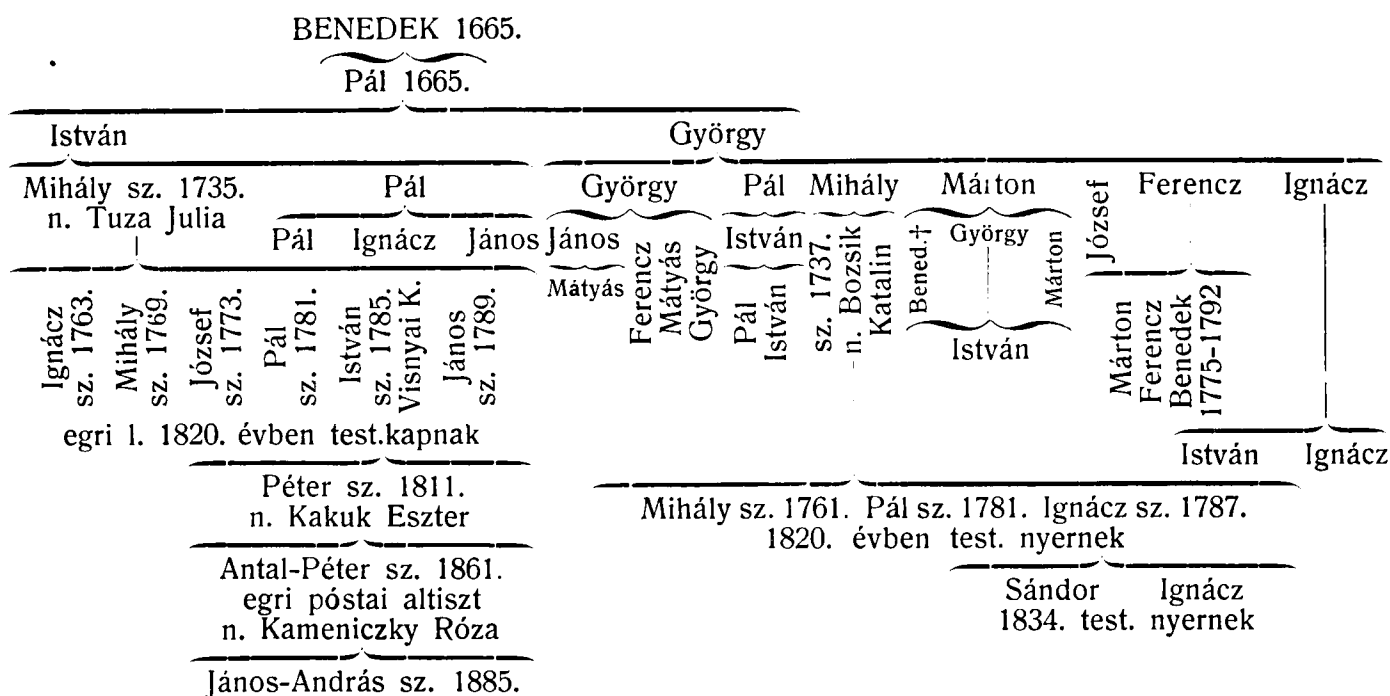 BENEDEK 1665.
Pál 1665.
István György
Mihály sz. 1735. Pál György Pál Mihály Márton József Ferencz Ignácz
n. Tuza Julia
Pál Ignácz János János Ferencz Mátyás György István sz. 1737. n. Bozsik Katalin Bened.† György Márton
Mátyás
Ignácz sz. 1763. Mihály sz. 1769. József sz. 1773. Pál sz. 1781. István sz. 1785. Visnyai K. János sz. 1789. Pál István István Márton Ferencz Benedek 1775-1792
egri l. 1820. évben test.kapnak
István Ignácz
Péter sz. 1811.
n. Kakuk Eszter
Mihály sz. 1761. Pál sz. 1781. Ignácz sz. 1787.
1820. évben test. nyernek
Antal-Péter sz. 1861.
egri póstai altiszt
n. Kameniczky Róza
Sándor Ignácz
1834. test. nyernek
János-András sz. 1885.